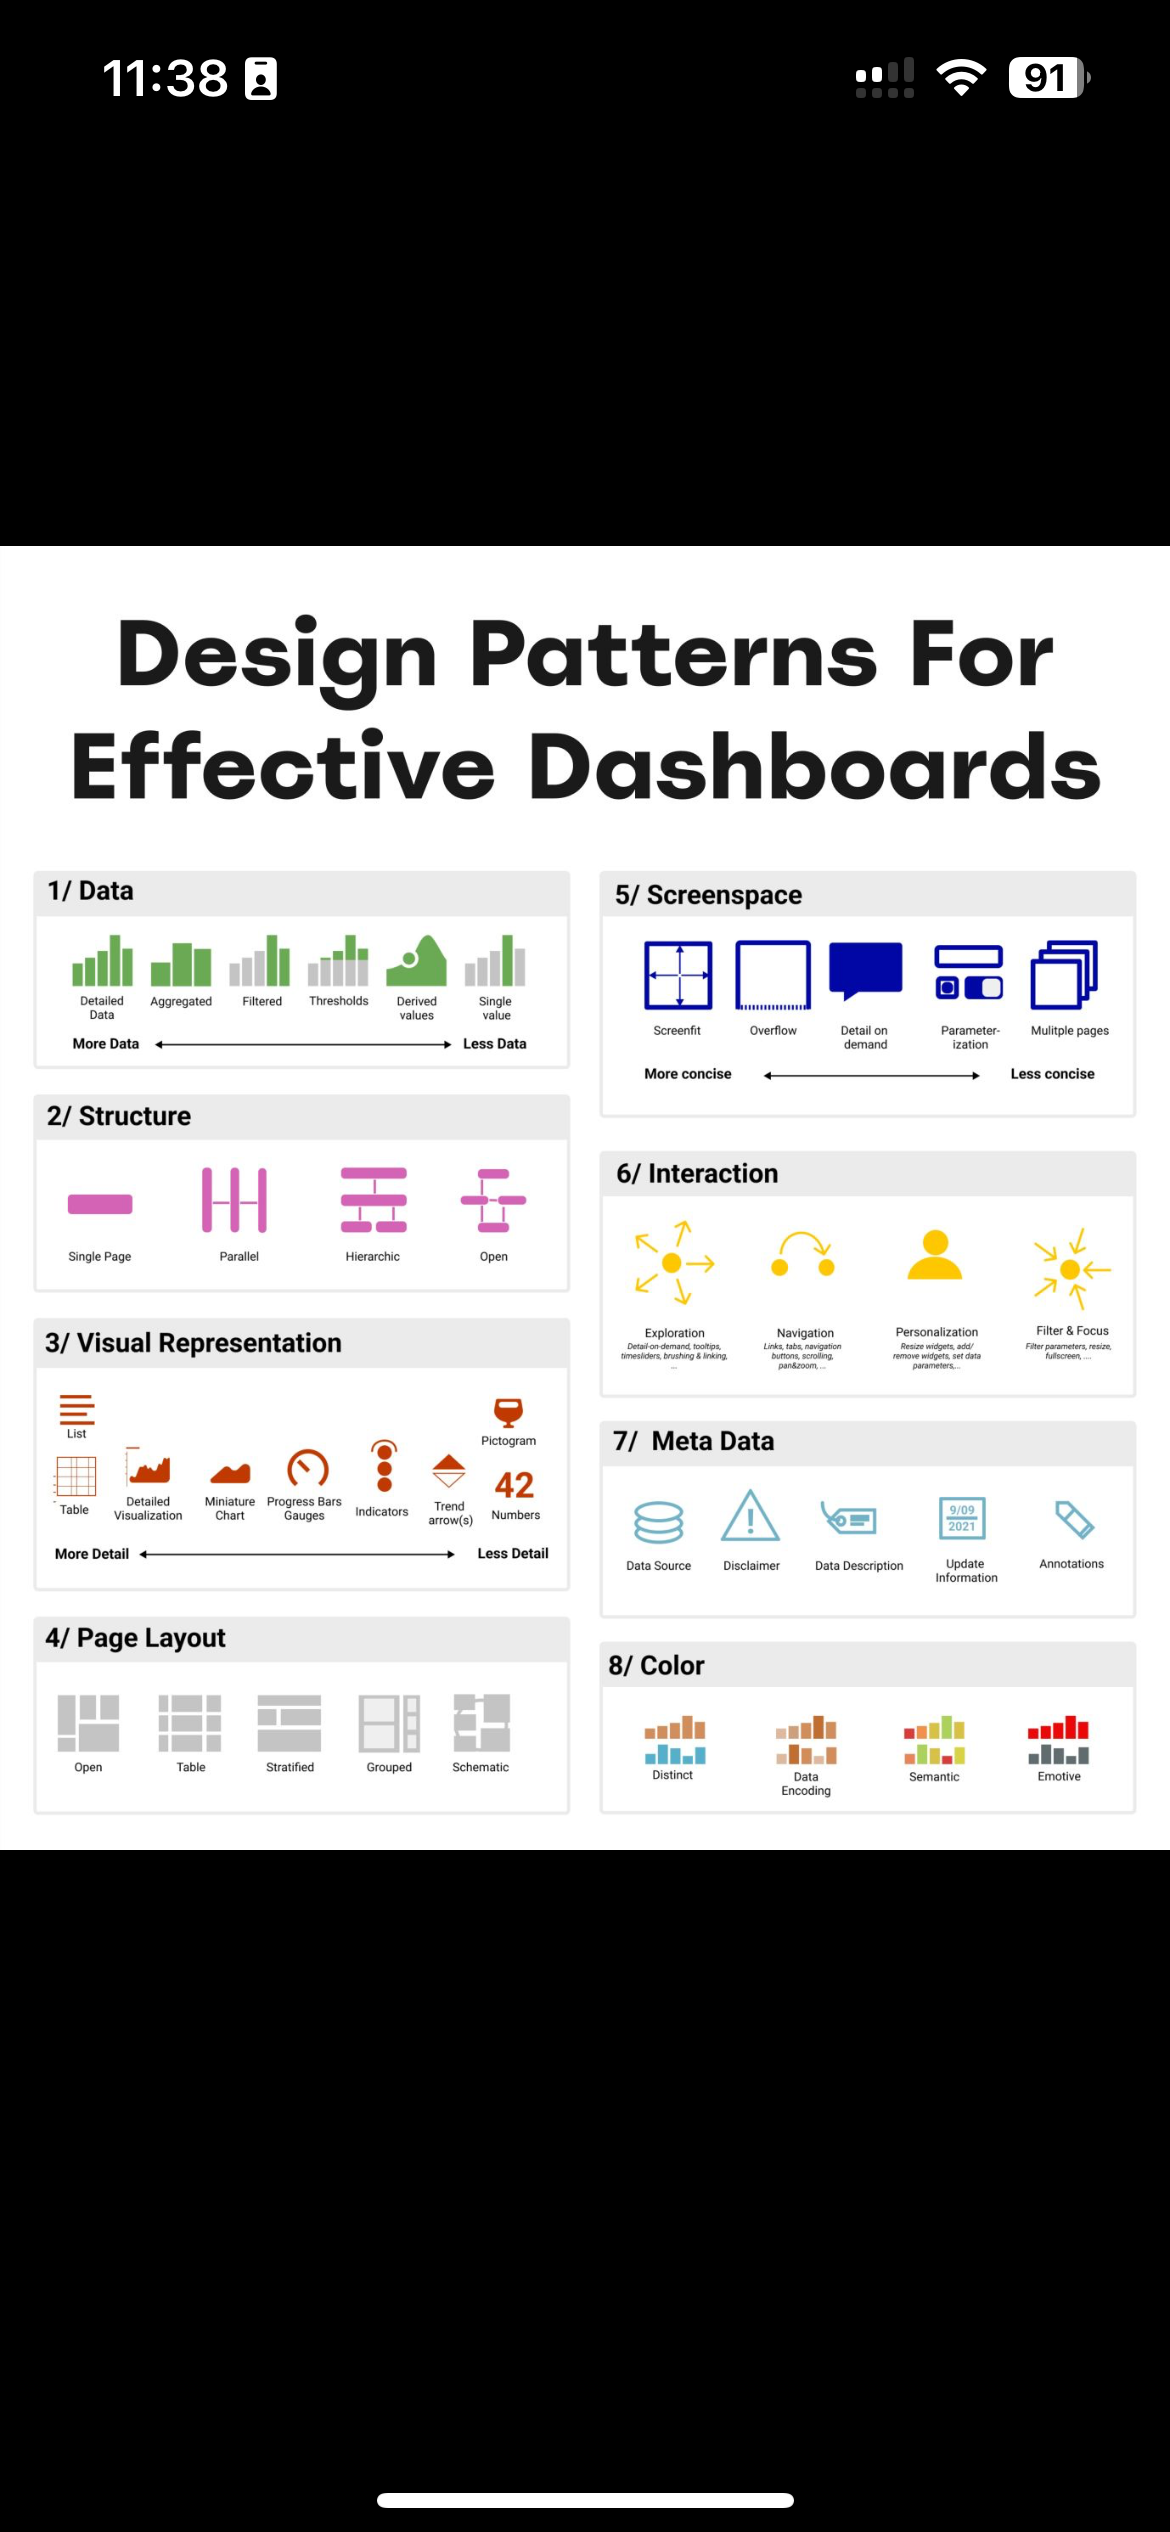 11:38
91
Design Patterns For
Effective Dashboards
1/ Data
Detailed
Data
Aggregated
Filtered
Thresholds
Derived
values
Single
value
More Data
Less Data
2/ Structure
Single Page
Parallel
Hierarchic
Open
3/ Visual Representation
List
Table
Detailed
Visualization
Miniature
Chart
Progress Bars
Gauges
Indicators
Trend
arrow(s)
Pictogram
42
Numbers
More Detail
Less Detail
4/ Page Layout
Open
Table
Stratified
Grouped
Schematic
5/ Screenspace
Screenfit
Overflow
Detail on
demand
Parameter-
ization
Mulitple pages
More concise
Less concise
6/ Interaction
Exploration
Detail-on-demand, tooltips,
timesliders, brushing & linking,
...
Navigation
Links, tabs, navigation
buttons, scrolling,
pan&zoom, ...
Personalization
Resize widgets, add/
remove widgets, set data
parameters,...
Filter & Focus
Filter parameters, resize,
fullscreen, ....
7/ Meta Data
Data Source
!
Disclaimer
Data Description
9/09
2021
Update
Information
Annotations
8/ Color
Distinct
Data
Encoding
Semantic
Emotive